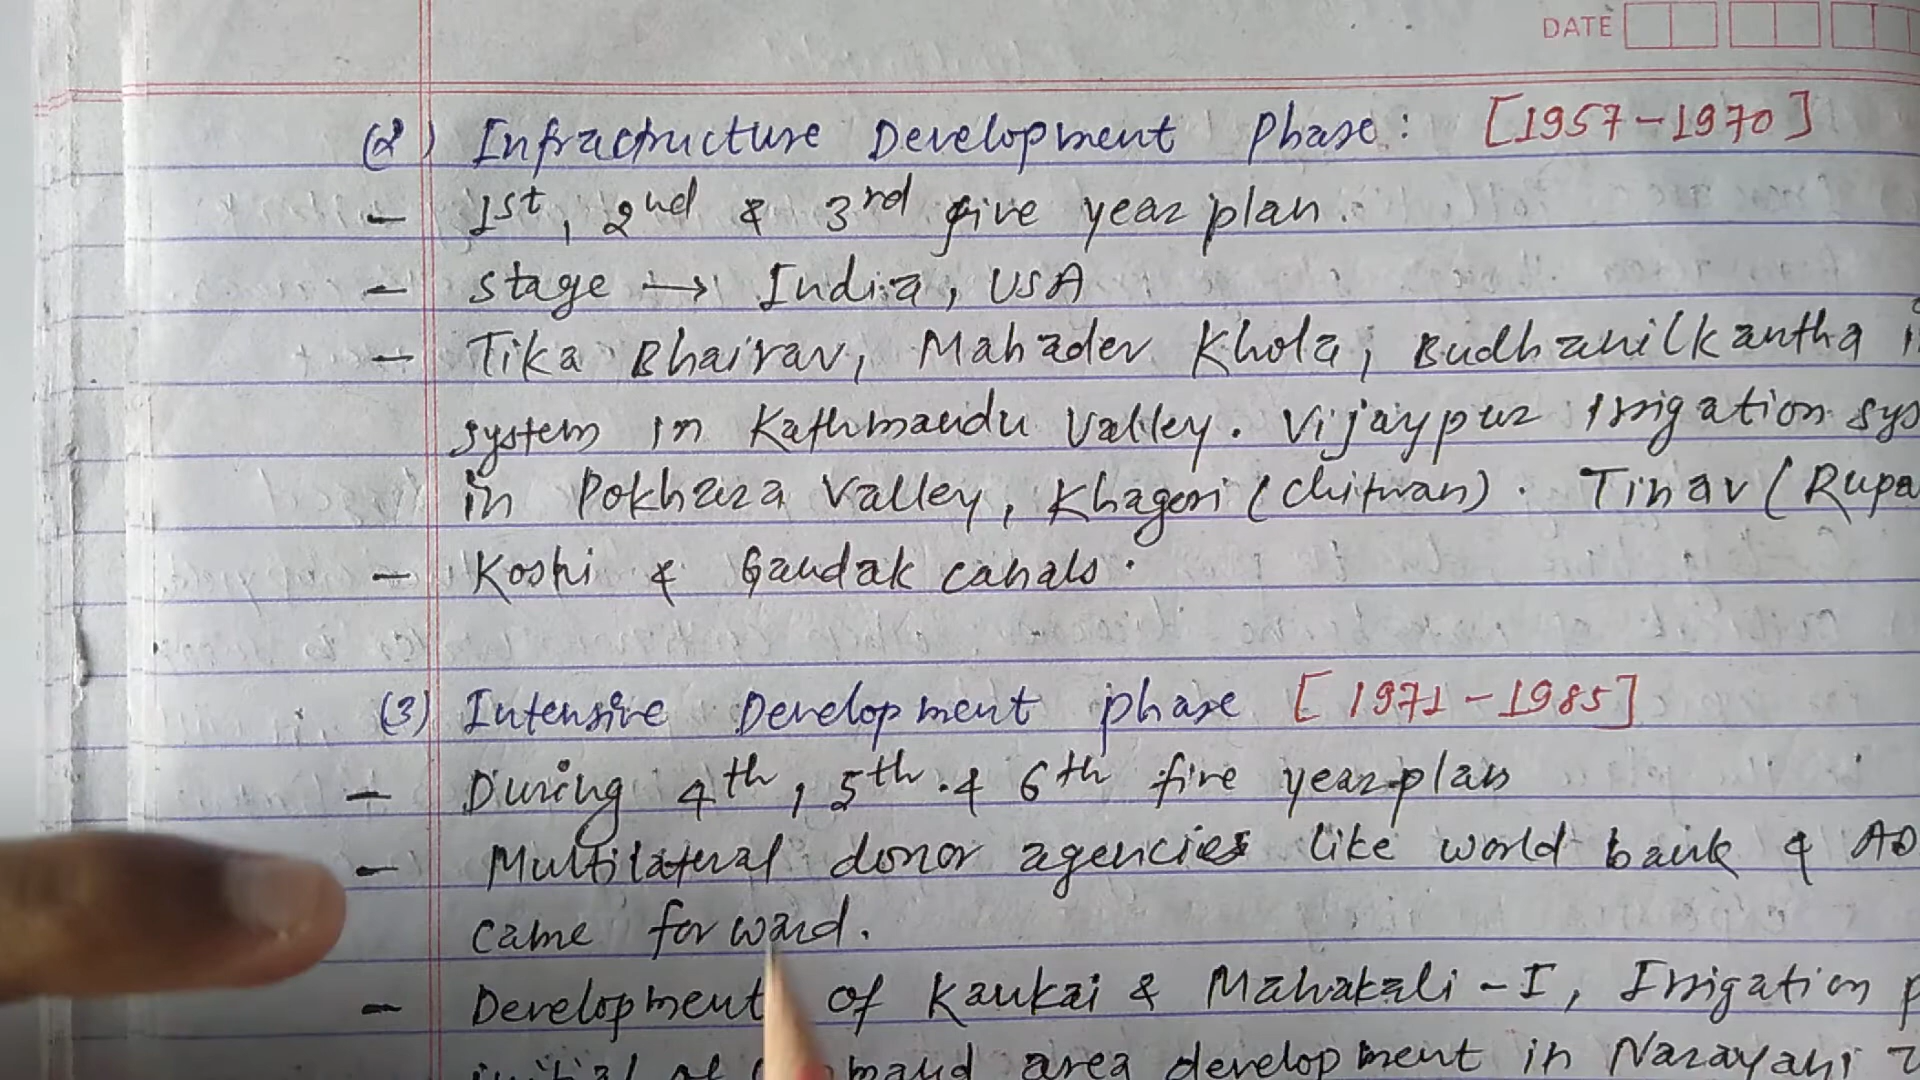 DATE
(2) Infractructure Development Phase: [1957-1970]
- 1st, 2nd & 3rd five year plan.
- stage → India, USA
- Tika Bhairav, Mahadev Khola, Budhanilkantha
system in Kathmandu Valley. Vijaypur Irrigation sys
in Pokhara Valley, Khageri (Chitwan). Tinav (Rupa
- Koshi & Gandak canals.
(3) Intensive Development phase [1971-1985]
- During 4th, 5th & 6th five year plan
- Multilateral donor agencies like world bank & AD
came forward.
- Development of Kankai & Mahakali-I, Irrigation p
area development in Narayani